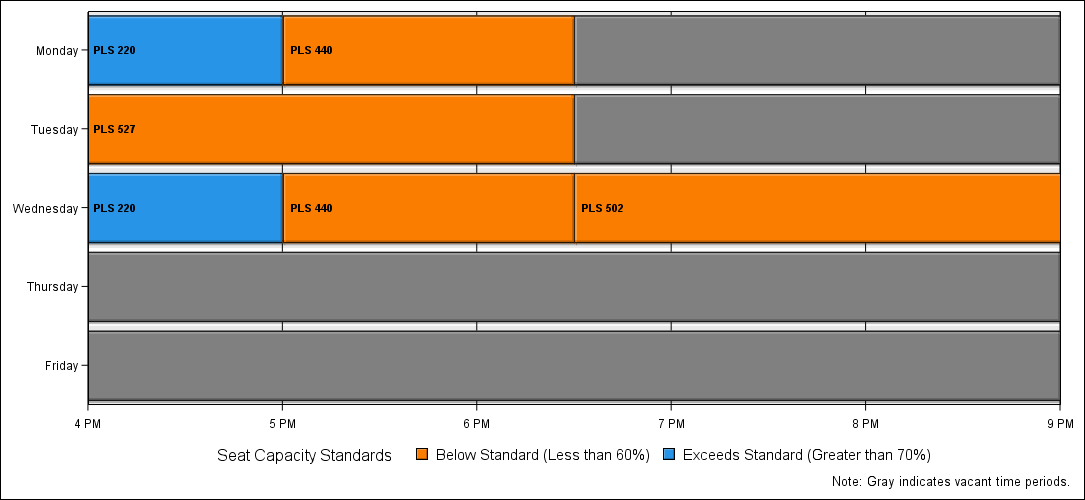 Monday PLS 220 PLS 440
Tuesday PLS 527
Wednesday PLS 220 PLS 440 PLS 502
Thursday
Friday
4 PM 5 PM 6 PM 7 PM 8 PM 9 PM
Seat Capacity Standards Below Standard (Less than 60%) Exceeds Standard (Greater than 70%)
Note: Gray indicates vacant time periods.